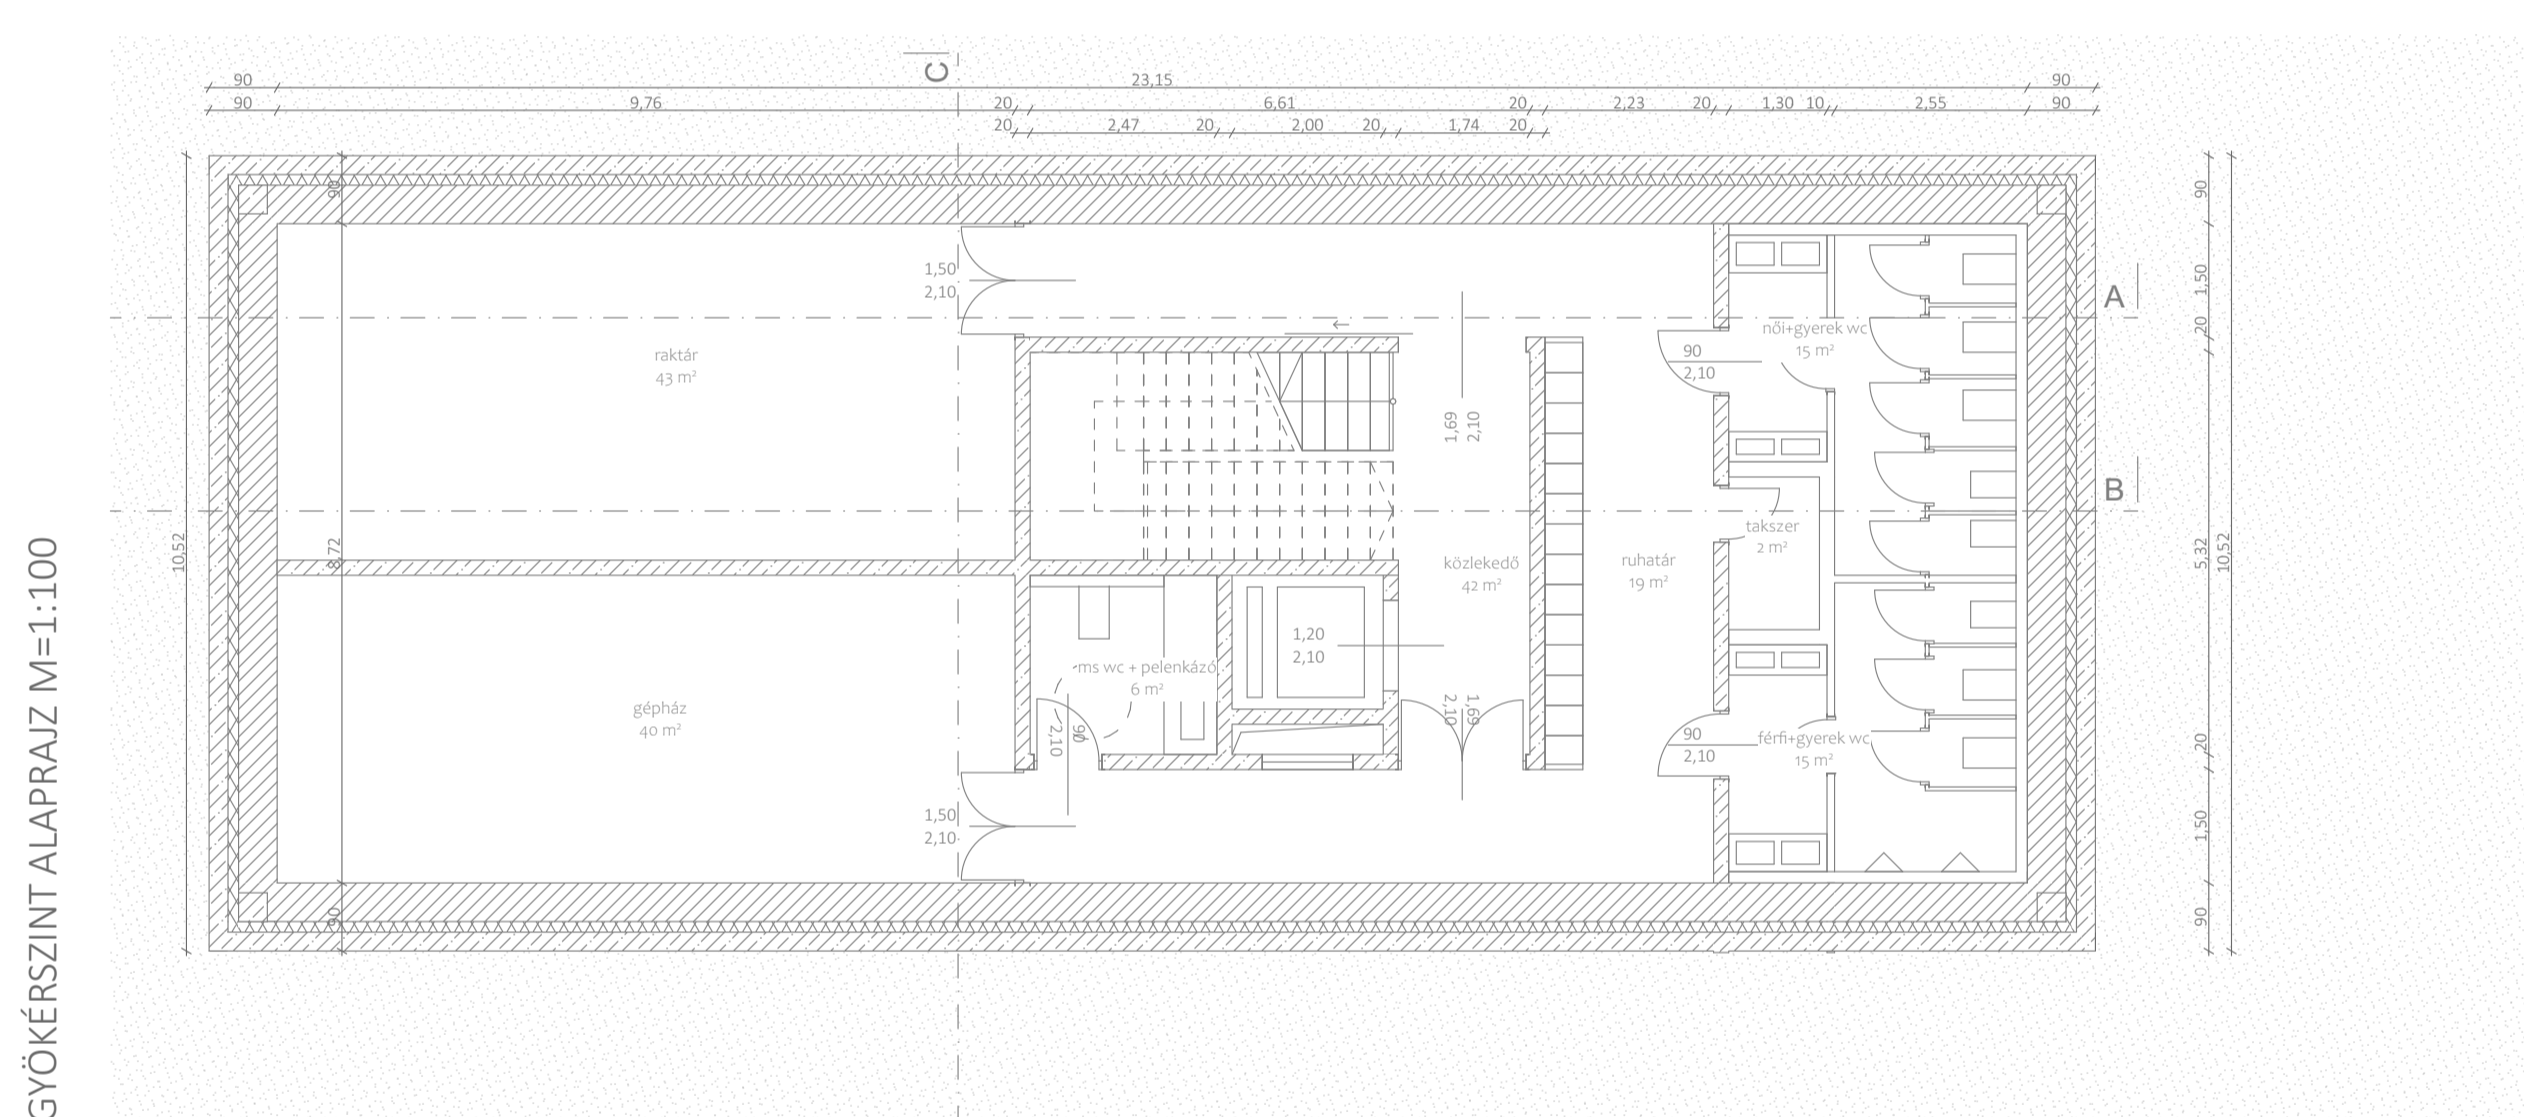 C
90 23,15 90
90 9,76 20 6,61 20 2,23 20 1,30 10 2,55 90
20 2,47 20 2,00 20 1,74 20
90
1,50
2,10
A
női+gyerek wc
15 m²
90
2,10
raktár
43 m²
1,69
2,10
B
takszer
2 m²
közlekedő
42 m²
ruhatár
19 m²
10,52
8,72
1,20
2,10
ms wc + pelenkázó
6 m²
90
2,10
1,69
2,10
gépház
40 m²
90
2,10
férfi+gyerek wc
15 m²
1,50
2,10
90
90
1,50
20
5,32
10,52
20
1,50
90
GYÖKÉRSZINT ALAPRAJZ M=1:100